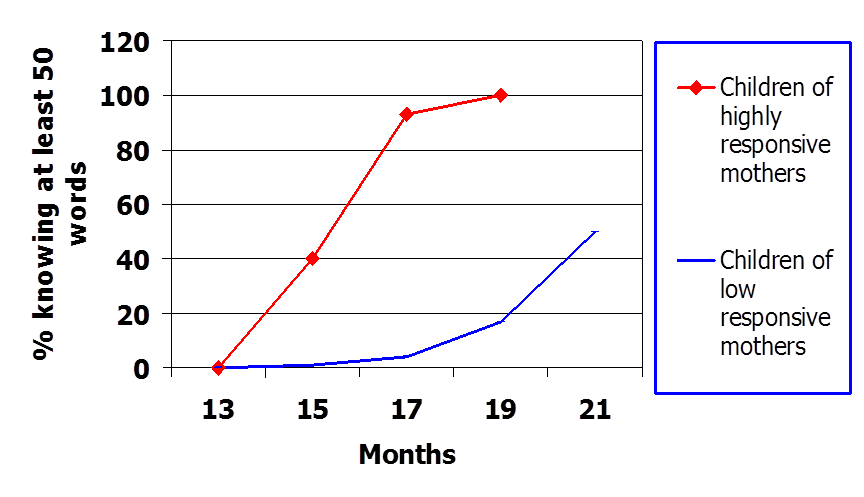 % knowing at least 50
words
120
100
80
60
40
20
0
13 15 17 19 21
Months
Children of
highly
responsive
mothers
Children of
low
responsive
mothers